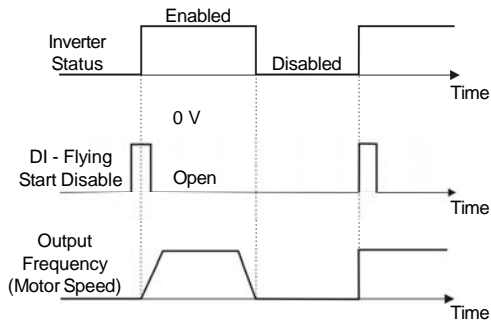 Enabled
Inverter
Status
Disabled
Time
0 V
DI - Flying
Start Disable
Open
Time
Output
Frequency
(Motor Speed)
Time